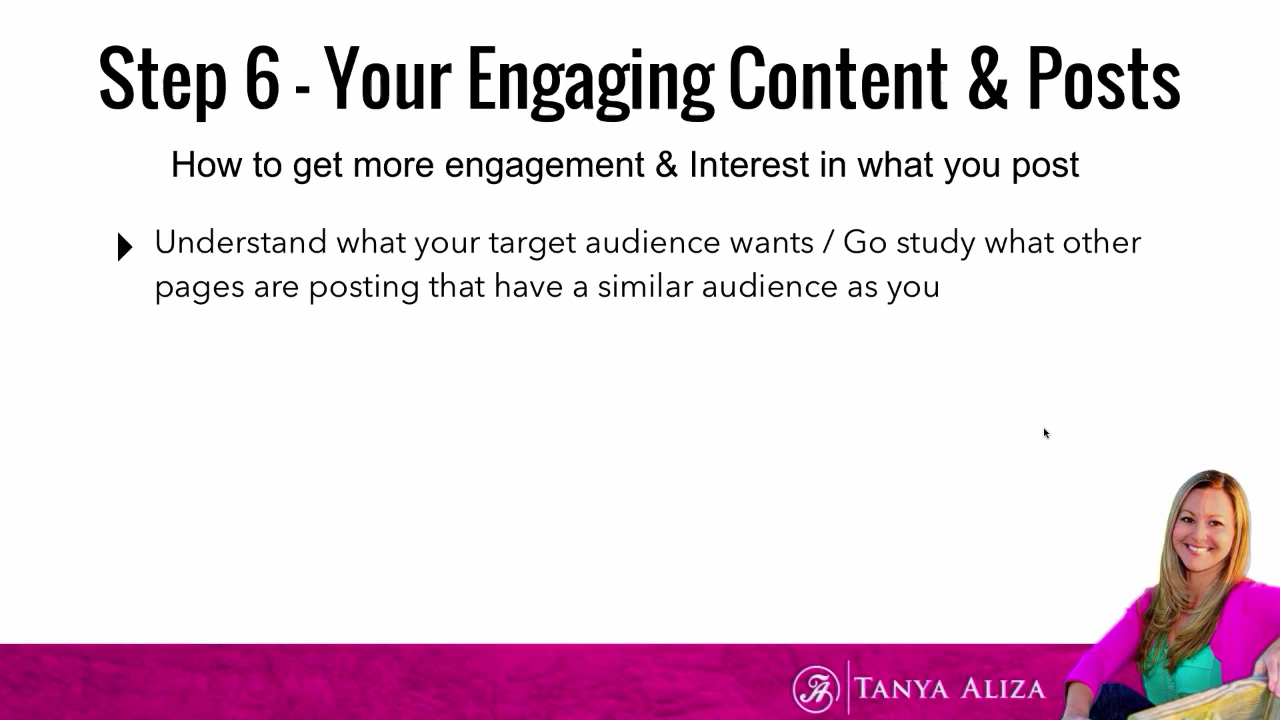 Step 6 - Your Engaging Content & Posts
How to get more engagement & Interest in what you post
Understand what your target audience wants / Go study what other
pages are posting that have a similar audience as you
TA
TANYA ALIZA